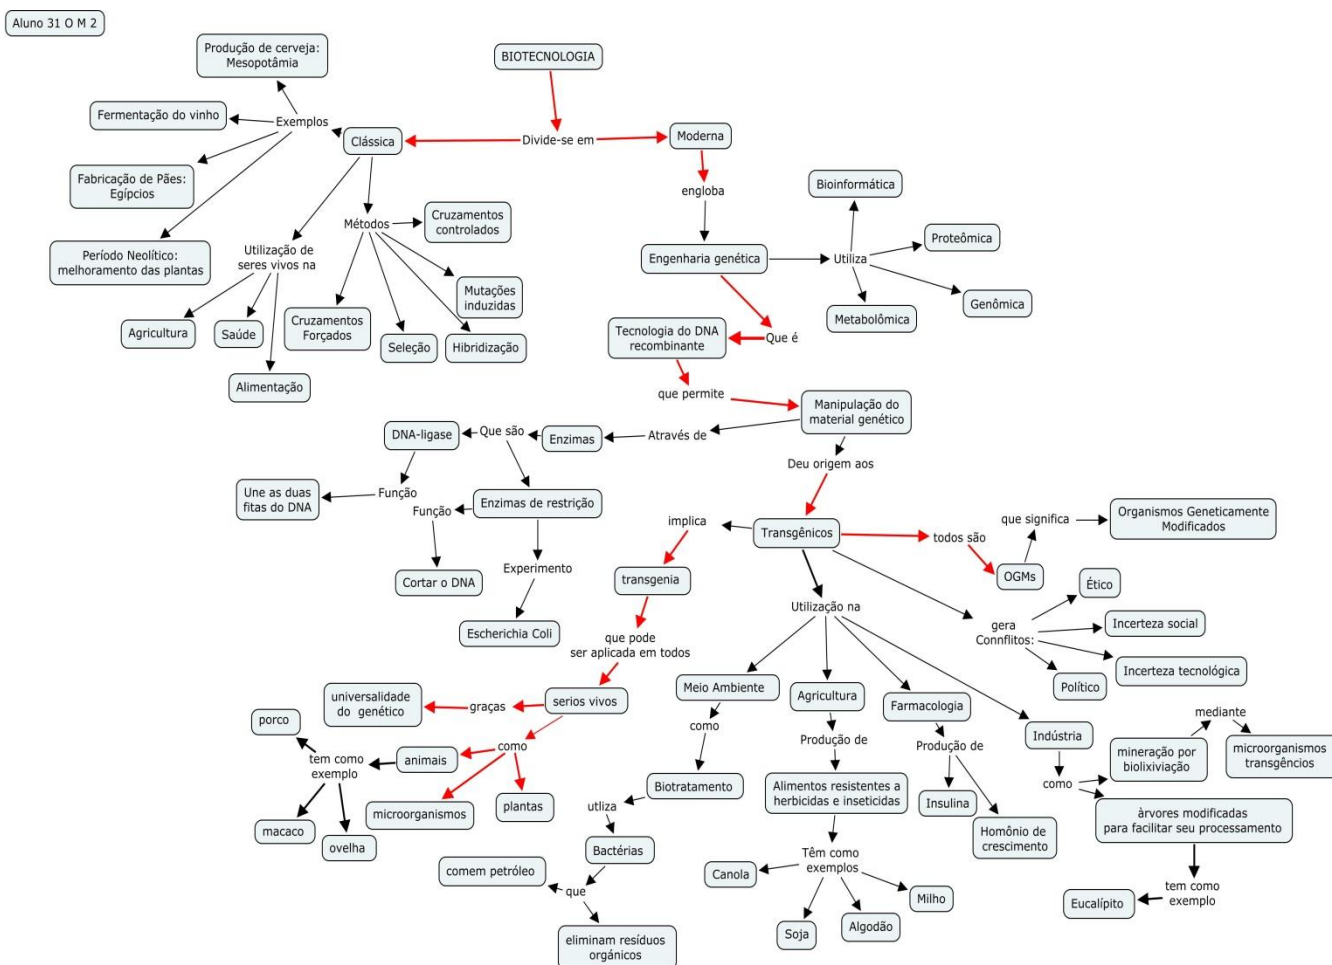 Aluno 31 O M 2
Produção de cerveja:
Mesopotâmia
BIOTECNOLOGIA
Fermentação do vinho
Exemplos
Clássica
Divide-se em
Moderna
Fabricação de Pães:
Egípcios
engloba
Bioinformática
Período Neolítico:
melhoramento das plantas
Utilização de
seres vivos na
Métodos
Cruzamentos
controlados
Engenharia genética
Utiliza
Proteômica
Mutações
induzidas
Genômica
Metabolômica
Agricultura
Saúde
Cruzamentos
Forçados
Seleção
Hibridização
Alimentação
Tecnologia do DNA
recombinante
Que é
que permite
Manipulação do
material genético
DNA-ligase
Que são
Enzimas
Através de
Deu origem aos
Une as duas
fitas do DNA
Função
Função
Enzimas de restrição
implica
Transgênicos
todos são
que significa
Organismos Geneticamente
Modificados
OGMs
Cortar o DNA
Experimento
transgenia
Ético
Escherichia Coli
Utilização na
gera
Connflitos:
Incerteza social
que pode
ser aplicada em todos
Incerteza tecnológica
Político
universalidade
do genético
graças
serios vivos
Meio Ambiente
Agricultura
Farmacologia
porco
tem como
exemplo
animais
como
como
Produção de
Produção de
Indústria
mediante
mineração por
biolixiviação
microorganismos
transgêncios
macaco
ovelha
microorganismos
plantas
Biotratamento
Alimentos resistentes a
herbicidas e inseticidas
Insulina
como
utliza
Homônio de
crescimento
àrvores modificadas
para facilitar seu processamento
Bactérias
comem petróleo
que
Canola
Têm como
exemplos
Milho
Eucalípito
tem como
exemplo
eliminam resíduos
orgánicos
Soja
Algodão